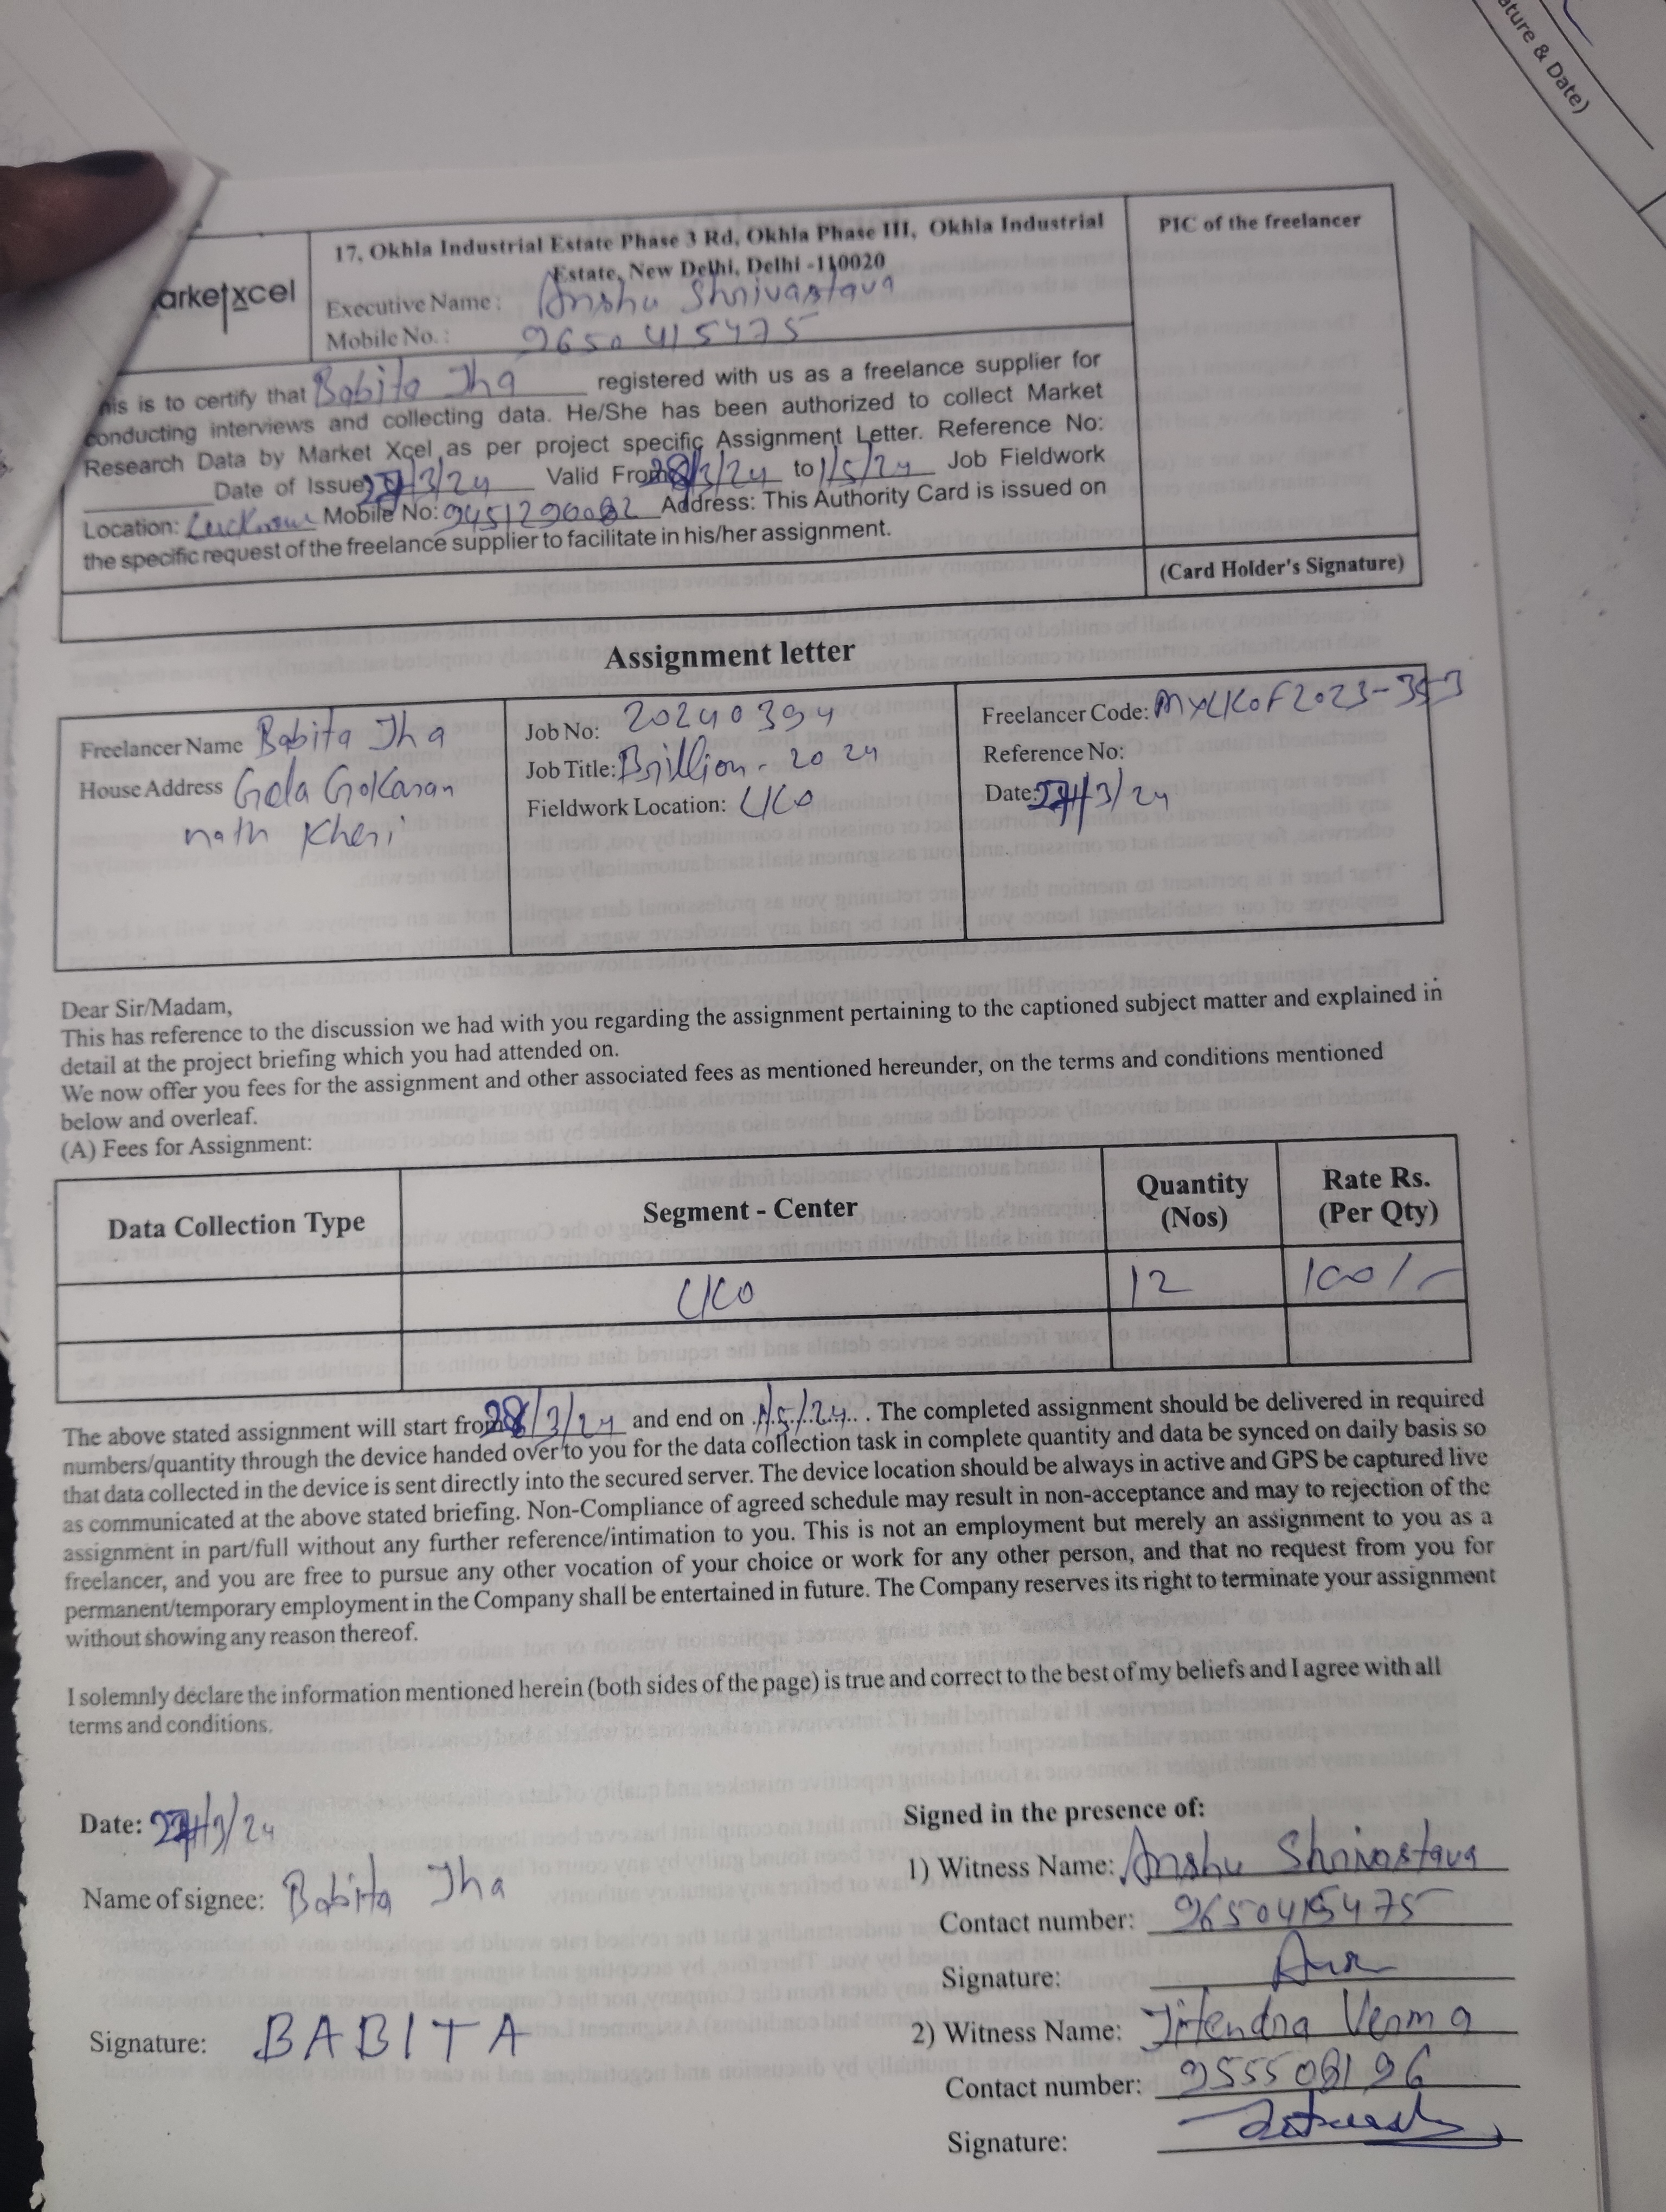 ature & Date)
17, Okhla Industrial Estate Phase 3 Rd, Okhla Phase III, Okhla Industrial
Estate, New Delhi, Delhi -110020
arketxcel
Executive Name : Anshu Shrivastava
Mobile No. : 9650415475
PIC of the freelancer
his is to certify that Babita Jha registered with us as a freelance supplier for
conducting interviews and collecting data. He/She has been authorized to collect Market
Research Data by Market Xcel as per project specific Assignment Letter. Reference No:
Date of Issue 27/3/24 Valid From 28/3/24 to 1/5/24 Job Fieldwork
Location: Lucknow Mobile No: 9451290082 Address: This Authority Card is issued on
the specific request of the freelance supplier to facilitate in his/her assignment.
(Card Holder's Signature)
Assignment letter
Freelancer Name Babita Jha
House Address Gola Gokaran
nath Kheri
Job No: 20240394
Job Title: Brillion - 2024
Fieldwork Location: LKO
Freelancer Code: MXLKOF2023-353
Reference No:
Date: 27/3/24
Dear Sir/Madam,
This has reference to the discussion we had with you regarding the assignment pertaining to the captioned subject matter and explained in
detail at the project briefing which you had attended on.
We now offer you fees for the assignment and other associated fees as mentioned hereunder, on the terms and conditions mentioned
below and overleaf.
(A) Fees for Assignment:
Data Collection Type Segment - Center Quantity (Nos) Rate Rs. (Per Qty)
LKO 12 100/-
The above stated assignment will start from 28/3/24 and end on 1/5/24. The completed assignment should be delivered in required
numbers/quantity through the device handed over to you for the data collection task in complete quantity and data be synced on daily basis so
that data collected in the device is sent directly into the secured server. The device location should be always in active and GPS be captured live
as communicated at the above stated briefing. Non-Compliance of agreed schedule may result in non-acceptance and may to rejection of the
assignment in part/full without any further reference/intimation to you. This is not an employment but merely an assignment to you as a
freelancer, and you are free to pursue any other vocation of your choice or work for any other person, and that no request from you for
permanent/temporary employment in the Company shall be entertained in future. The Company reserves its right to terminate your assignment
without showing any reason thereof.
I solemnly declare the information mentioned herein (both sides of the page) is true and correct to the best of my beliefs and I agree with all
terms and conditions.
Date: 27/3/24
Name of signee: Babita Jha
Signature: BABITA
Signed in the presence of:
1) Witness Name: Anshu Shrivastava
Contact number: 9650415475
Signature:
2) Witness Name: Jitendra Verma
Contact number: 955508196
Signature: